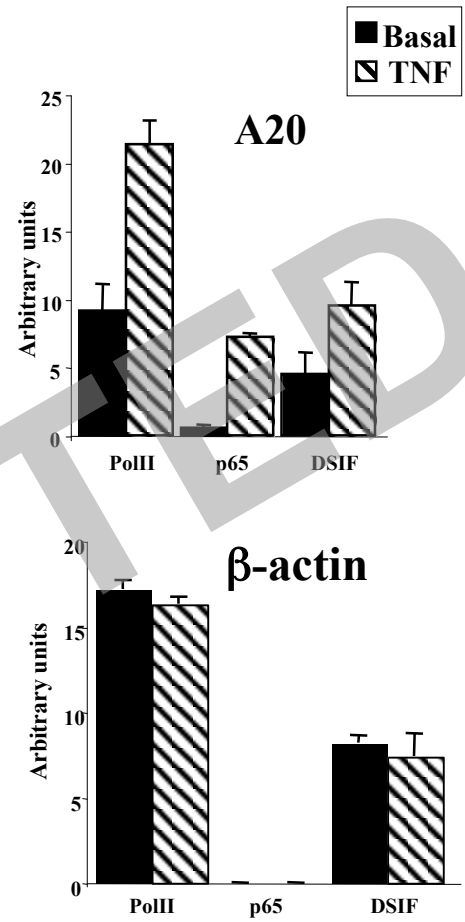 Basal
TNF
A20
25
20
15
10
5
0
Arbitrary units
PolII p65 DSIF
β-actin
20
15
10
5
0
Arbitrary units
PolII p65 DSIF
TED